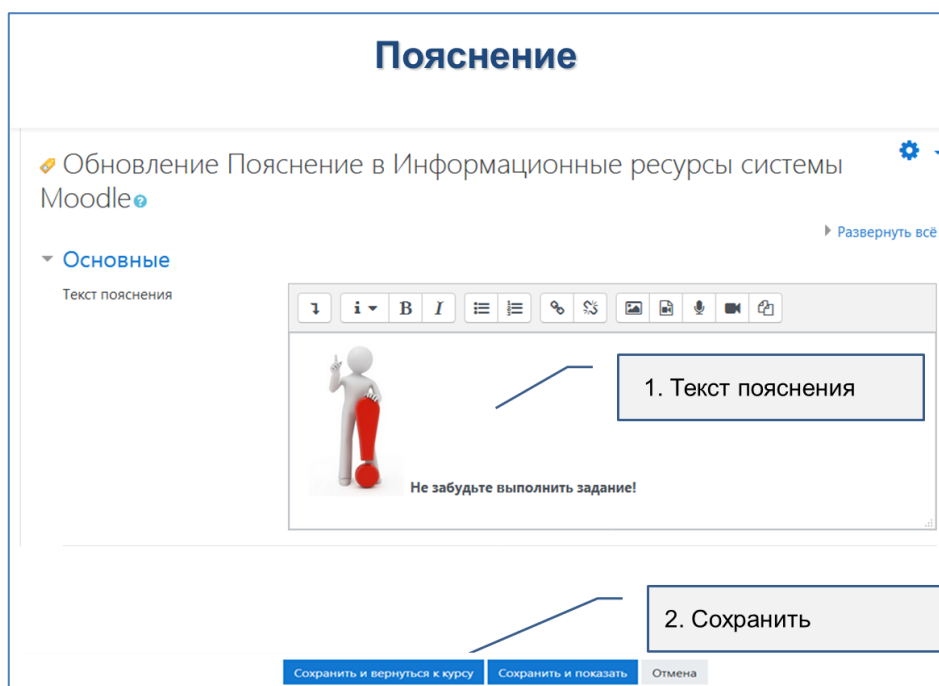 Пояснение
Обновление Пояснение в Информационные ресурсы системы
Moodle
Развернуть всё
Основные
Текст пояснения
1. Текст пояснения
Не забудьте выполнить задание!
2. Сохранить
Сохранить и вернуться к курсу Сохранить и показать Отмена